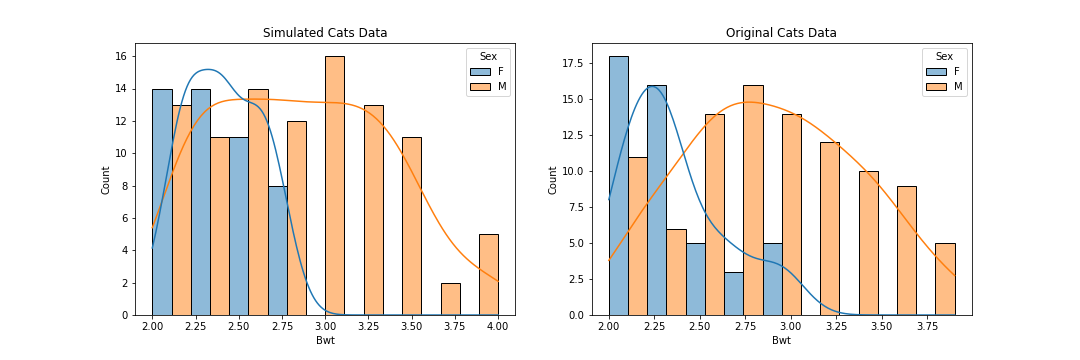 Simulated Cats Data
Sex
F
M
16
14
12
10
8
6
4
2
0
Count
2.00 2.25 2.50 2.75 3.00 3.25 3.50 3.75 4.00
Bwt
Original Cats Data
Sex
F
M
17.5
15.0
12.5
10.0
7.5
5.0
2.5
0.0
Count
2.00 2.25 2.50 2.75 3.00 3.25 3.50 3.75
Bwt